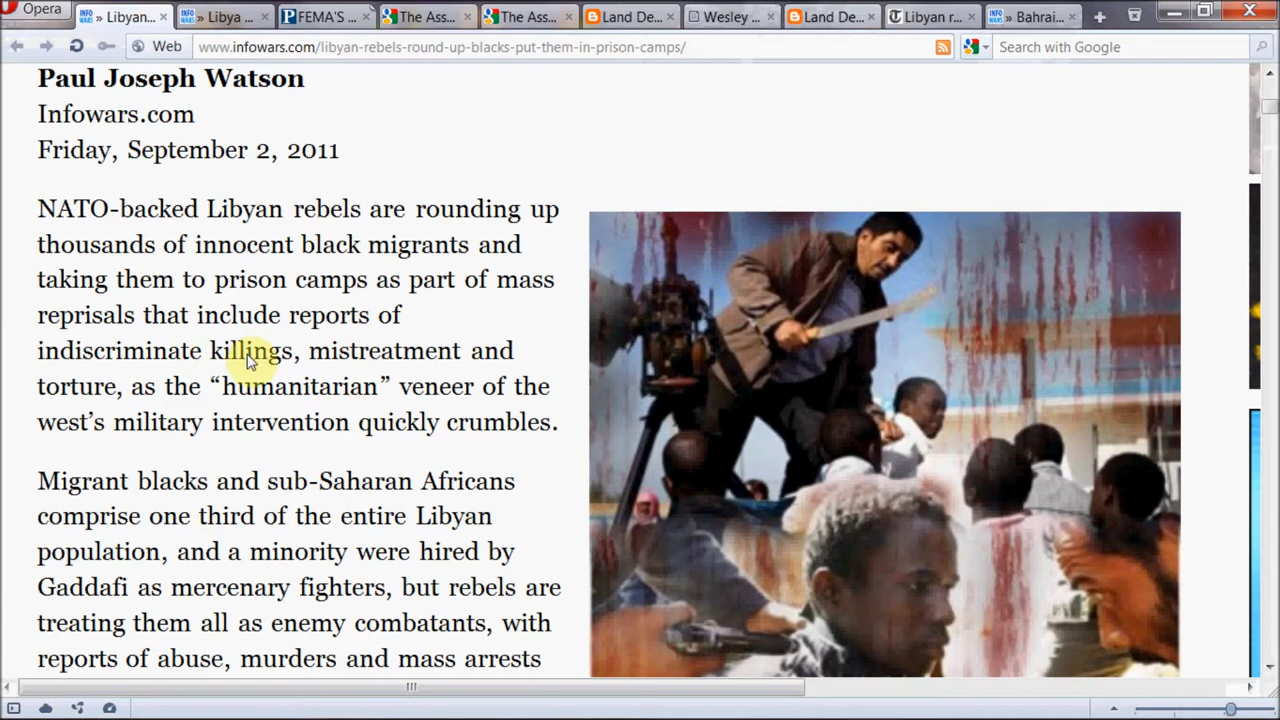 Opera
» Libyan...
» Libya ...
FEMA'S ...
The Ass...
The Ass...
Land De...
Wesley ...
Land De...
Libyan r...
» Bahrai...
Web
www.infowars.com/libyan-rebels-round-up-blacks-put-them-in-prison-camps/
Search with Google
Paul Joseph Watson
Infowars.com
Friday, September 2, 2011
NATO-backed Libyan rebels are rounding up
thousands of innocent black migrants and
taking them to prison camps as part of mass
reprisals that include reports of
indiscriminate killings, mistreatment and
torture, as the “humanitarian” veneer of the
west’s military intervention quickly crumbles.
Migrant blacks and sub-Saharan Africans
comprise one third of the entire Libyan
population, and a minority were hired by
Gaddafi as mercenary fighters, but rebels are
treating them all as enemy combatants, with
reports of abuse, murders and mass arrests